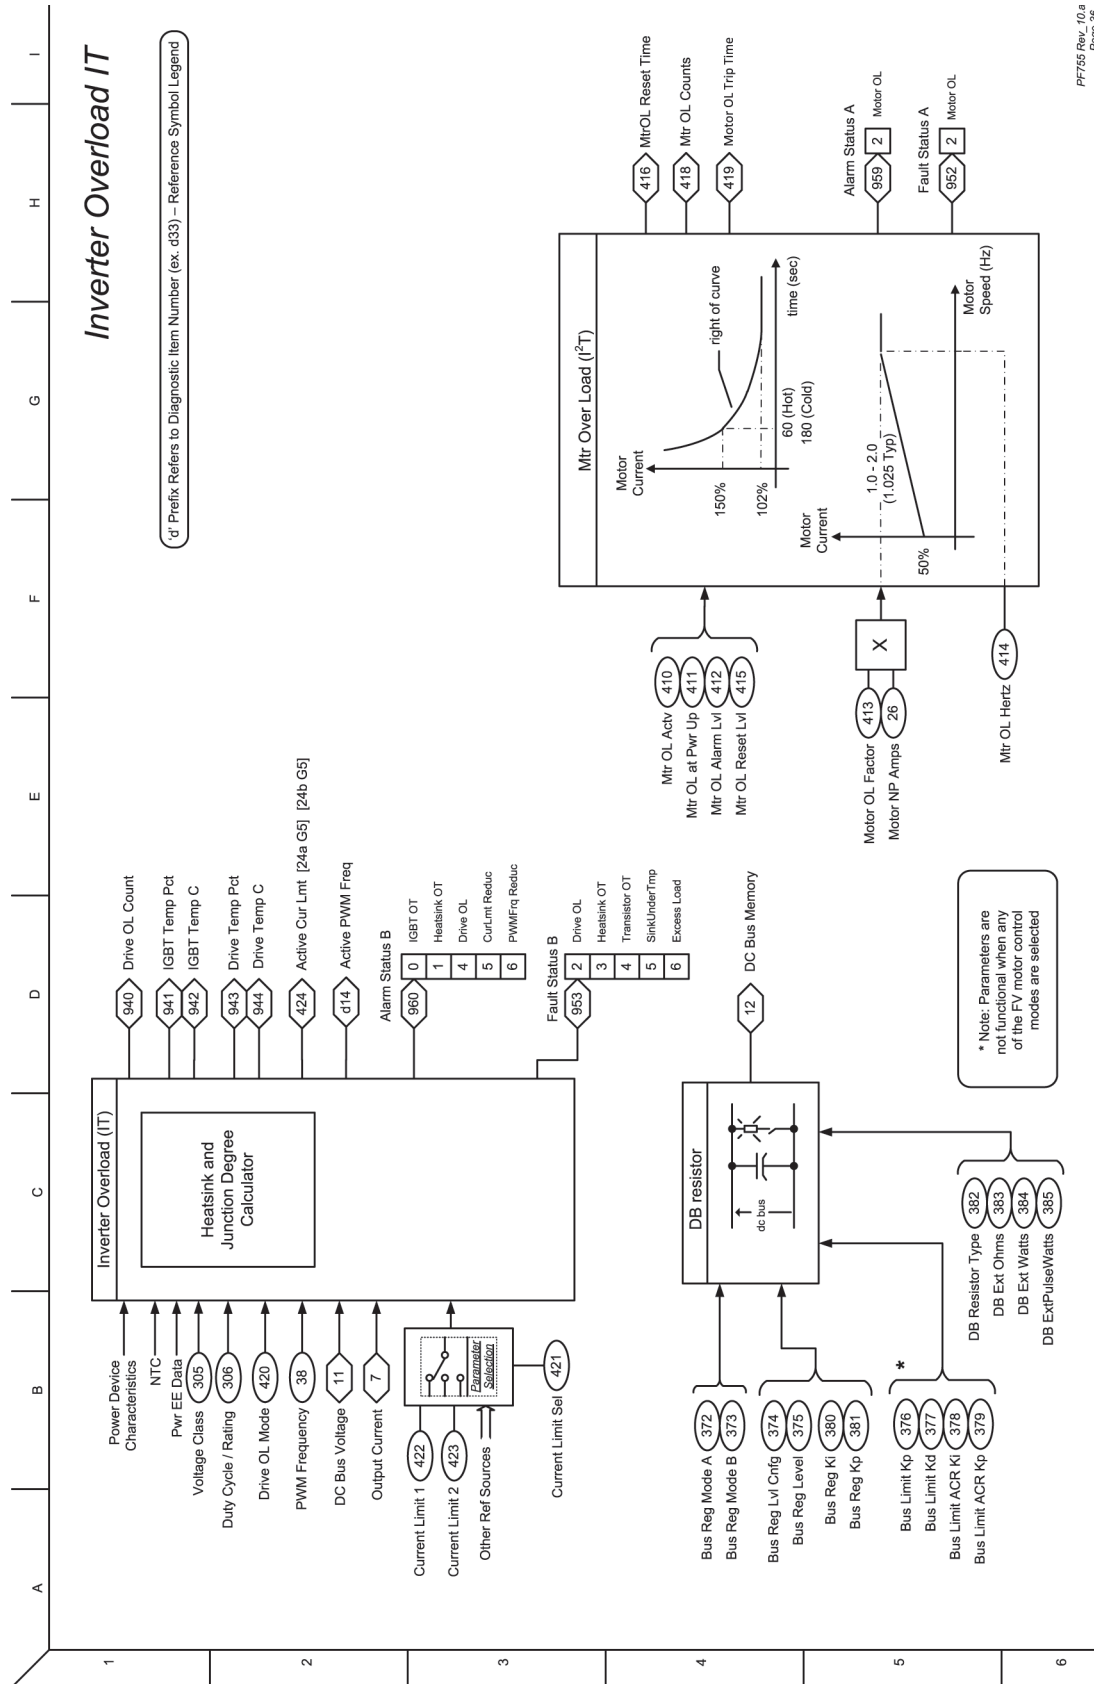 A
B
C
D
E
F
G
H
I
1
2
3
4
5
6
Inverter Overload IT
'd' Prefix Refers to Diagnostic Item Number (ex. d33) – Reference Symbol Legend
Power Device
Characteristics
NTC
Pwr EE Data
Voltage Class 305
Duty Cycle / Rating 306
Drive OL Mode 420
PWM Frequency 38
DC Bus Voltage 11
Output Current 7
Current Limit 1 422
Current Limit 2 423
Other Ref Sources
Parameter
Selection
Current Limit Sel 421
Inverter Overload (IT)
Heatsink and
Junction Degree
Calculator
940 Drive OL Count
941 IGBT Temp Pct
942 IGBT Temp C
943 Drive Temp Pct
944 Drive Temp C
424 Active Cur Lmt [24a G5] [24b G5]
d14 Active PWM Freq
Alarm Status B
960 0 IGBT OT
1 Heatsink OT
4 Drive OL
5 CurLmt Reduc
6 PWMFrq Reduc
Fault Status B
953 2 Drive OL
3 Heatsink OT
4 Transistor OT
5 SinkUnderTmp
6 Excess Load
Mtr OL Actv 410
Mtr OL at Pwr Up 411
Mtr OL Alarm Lvl 412
Mtr OL Reset Lvl 415
Motor OL Factor 413
Motor NP Amps 26
X
Mtr OL Hertz 414
Mtr Over Load (I²T)
Motor
Current
150%
102%
right of curve
60 (Hot)
180 (Cold)
time (sec)
Motor
Current
1.0 - 2.0
(1.025 Typ)
50%
Motor
Speed (Hz)
416 MtrOL Reset Time
418 Mtr OL Counts
419 Motor OL Trip Time
Alarm Status A
959 2 Motor OL
Fault Status A
952 2 Motor OL
Bus Reg Mode A 372
Bus Reg Mode B 373
Bus Reg Lvl Cnfg 374
Bus Reg Level 375
Bus Reg Ki 380
Bus Reg Kp 381
*
Bus Limit Kp 376
Bus Limit Kd 377
Bus Limit ACR Ki 378
Bus Limit ACR Kp 379
DB resistor
dc bus
12 DC Bus Memory
DB Resistor Type 382
DB Ext Ohms 383
DB Ext Watts 384
DB ExtPulseWatts 385
* Note: Parameters are
not functional when any
of the FV motor control
modes are selected
PF755 Rev_10.a